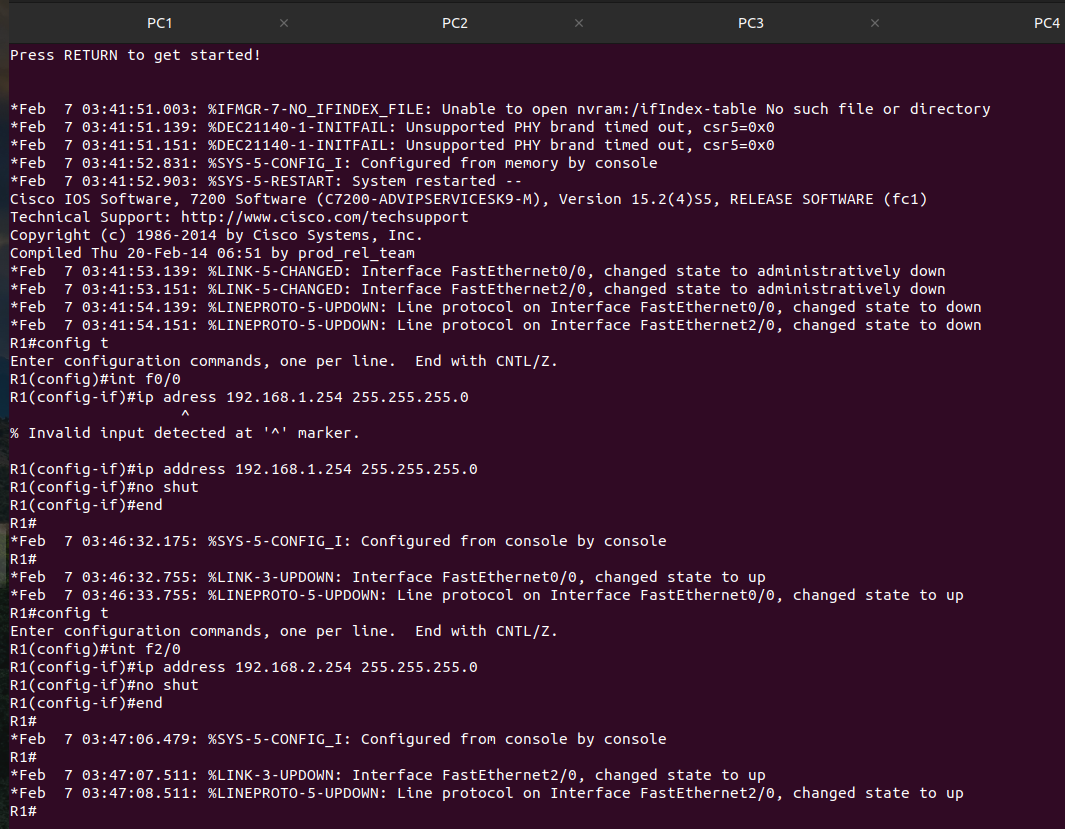 PC1 × PC2 × PC3 × PC4
Press RETURN to get started!
*Feb  7 03:41:51.003: %IFMGR-7-NO_IFINDEX_FILE: Unable to open nvram:/ifIndex-table No such file or directory
*Feb  7 03:41:51.139: %DEC21140-1-INITFAIL: Unsupported PHY brand timed out, csr5=0x0
*Feb  7 03:41:51.151: %DEC21140-1-INITFAIL: Unsupported PHY brand timed out, csr5=0x0
*Feb  7 03:41:52.831: %SYS-5-CONFIG_I: Configured from memory by console
*Feb  7 03:41:52.903: %SYS-5-RESTART: System restarted --
Cisco IOS Software, 7200 Software (C7200-ADVIPSERVICESK9-M), Version 15.2(4)S5, RELEASE SOFTWARE (fc1)
Technical Support: http://www.cisco.com/techsupport
Copyright (c) 1986-2014 by Cisco Systems, Inc.
Compiled Thu 20-Feb-14 06:51 by prod_rel_team
*Feb  7 03:41:53.139: %LINK-5-CHANGED: Interface FastEthernet0/0, changed state to administratively down
*Feb  7 03:41:53.151: %LINK-5-CHANGED: Interface FastEthernet2/0, changed state to administratively down
*Feb  7 03:41:54.139: %LINEPROTO-5-UPDOWN: Line protocol on Interface FastEthernet0/0, changed state to down
*Feb  7 03:41:54.151: %LINEPROTO-5-UPDOWN: Line protocol on Interface FastEthernet2/0, changed state to down
R1#config t
Enter configuration commands, one per line.  End with CNTL/Z.
R1(config)#int f0/0
R1(config-if)#ip adress 192.168.1.254 255.255.255.0
                   ^
% Invalid input detected at '^' marker.
R1(config-if)#ip address 192.168.1.254 255.255.255.0
R1(config-if)#no shut
R1(config-if)#end
R1#
*Feb  7 03:46:32.175: %SYS-5-CONFIG_I: Configured from console by console
R1#
*Feb  7 03:46:32.755: %LINK-3-UPDOWN: Interface FastEthernet0/0, changed state to up
*Feb  7 03:46:33.755: %LINEPROTO-5-UPDOWN: Line protocol on Interface FastEthernet0/0, changed state to up
R1#config t
Enter configuration commands, one per line.  End with CNTL/Z.
R1(config)#int f2/0
R1(config-if)#ip address 192.168.2.254 255.255.255.0
R1(config-if)#no shut
R1(config-if)#end
R1#
*Feb  7 03:47:06.479: %SYS-5-CONFIG_I: Configured from console by console
R1#
*Feb  7 03:47:07.511: %LINK-3-UPDOWN: Interface FastEthernet2/0, changed state to up
*Feb  7 03:47:08.511: %LINEPROTO-5-UPDOWN: Line protocol on Interface FastEthernet2/0, changed state to up
R1#